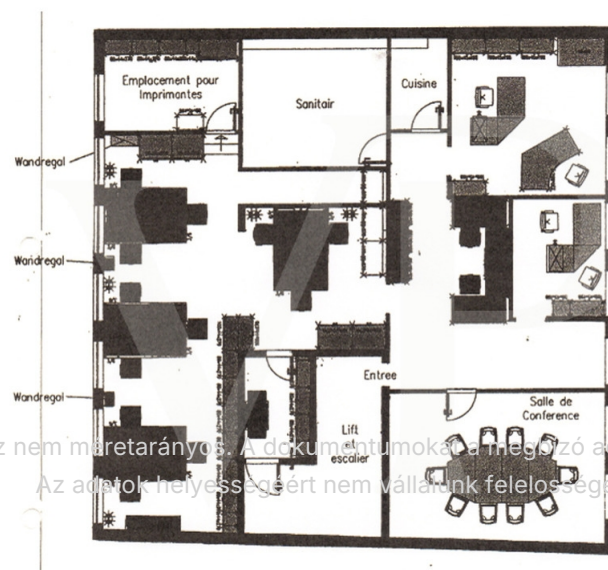 Emplacement pour
Imprimantes
Sanitair
Cuisine
Wandregal
Wandregal
Wandregal
Entree
Salle de
Conference
Lift
et
escalier
z nem méretarányos. A dokumentumokat a megbízó a
Az adatok helyességéért nem vállalunk felelőssége